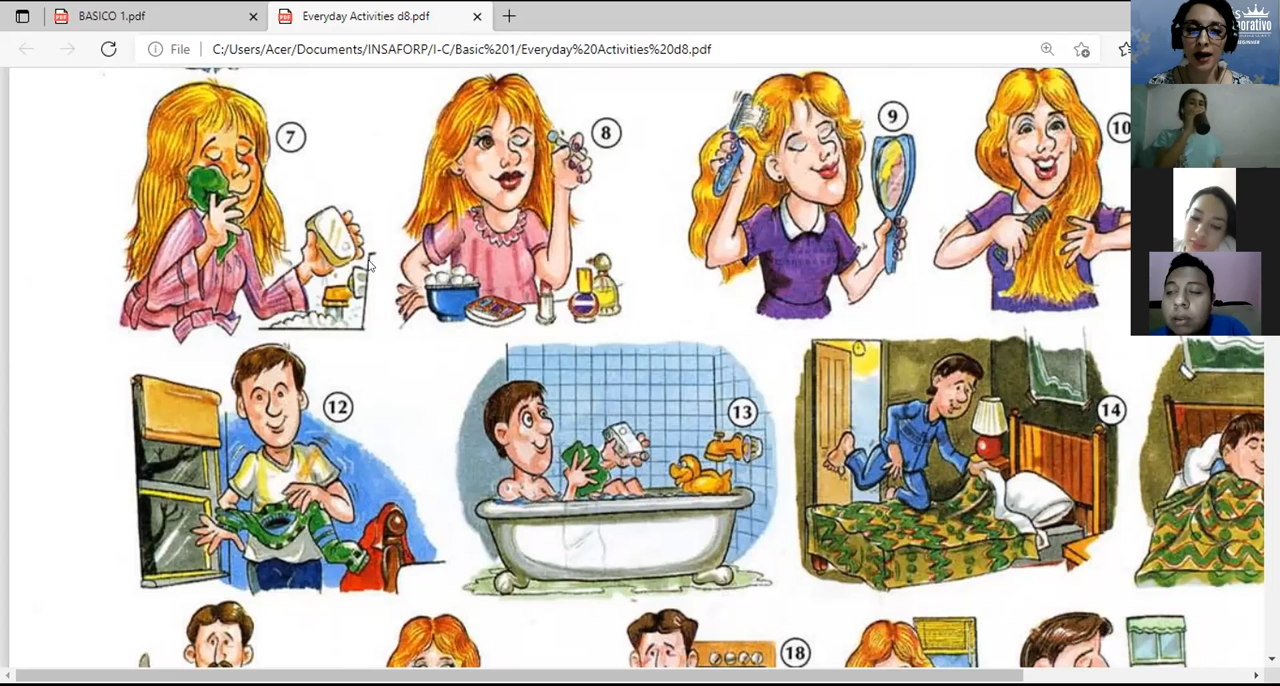 BASICO 1.pdf
Everyday Activities d8.pdf
File
C:/Users/Acer/Documents/INSAFORP/I-C/Basic%201/Everyday%20Activities%20d8.pdf
7
8
9
10
12
13
14
18